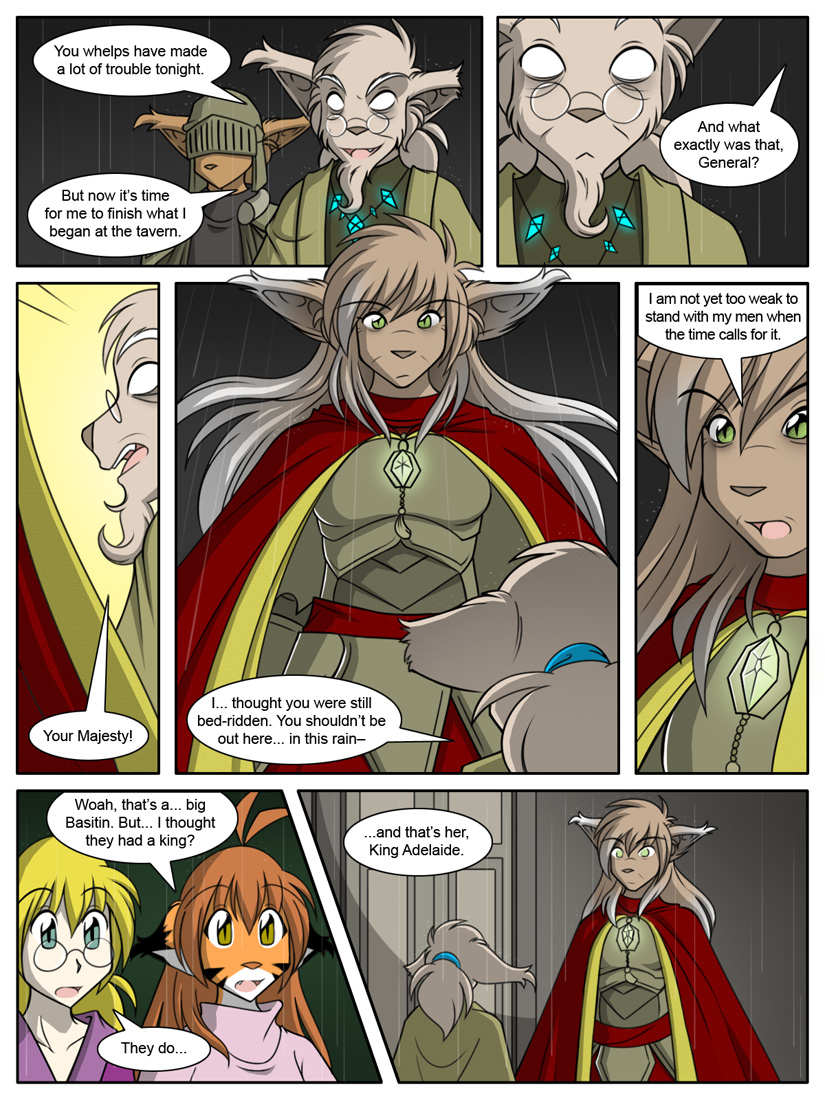 You whelps have made
a lot of trouble tonight.
But now it's time
for me to finish what I
began at the tavern.
And what
exactly was that,
General?
Your Majesty!
I... thought you were still
bed-ridden. You shouldn't be
out here... in this rain–
I am not yet too weak to
stand with my men when
the time calls for it.
Woah, that's a... big
Basitin. But... I thought
they had a king?
They do...
...and that's her,
King Adelaide.